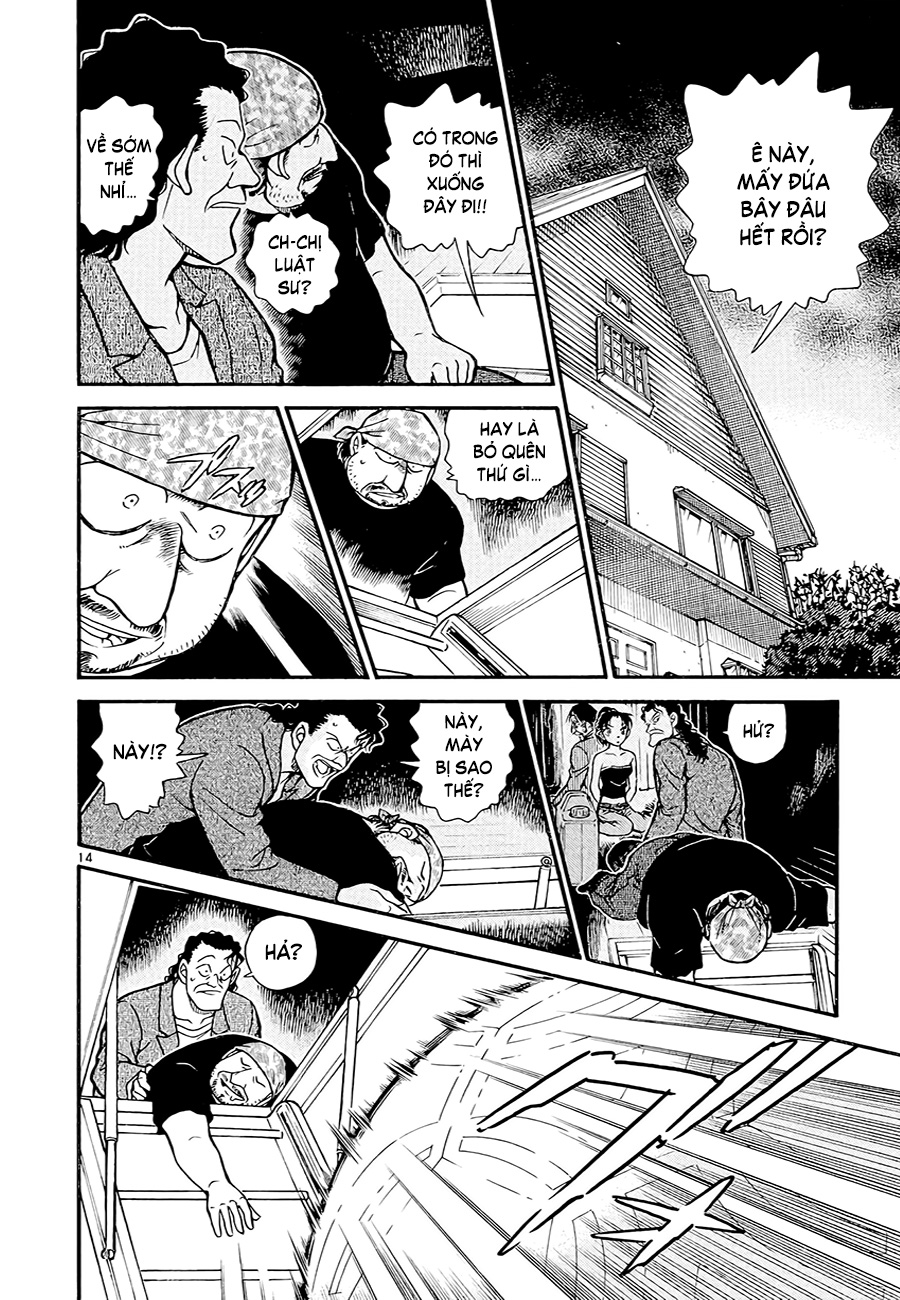 Ê NÀY,
MẤY ĐỨA
BÂY ĐÂU
HẾT RỒI?
CÓ TRONG
ĐÓ THÌ
XUỐNG
ĐÂY ĐI!!
CH-CHỊ
LUẬT
SƯ?
VỀ SỚM
THẾ
NHỈ...
HAY LÀ
BỎ QUÊN
THỨ GÌ...
HỬ?
NÀY,
MÀY
BỊ SAO
THẾ?
NÀY!?
14
HẢ?